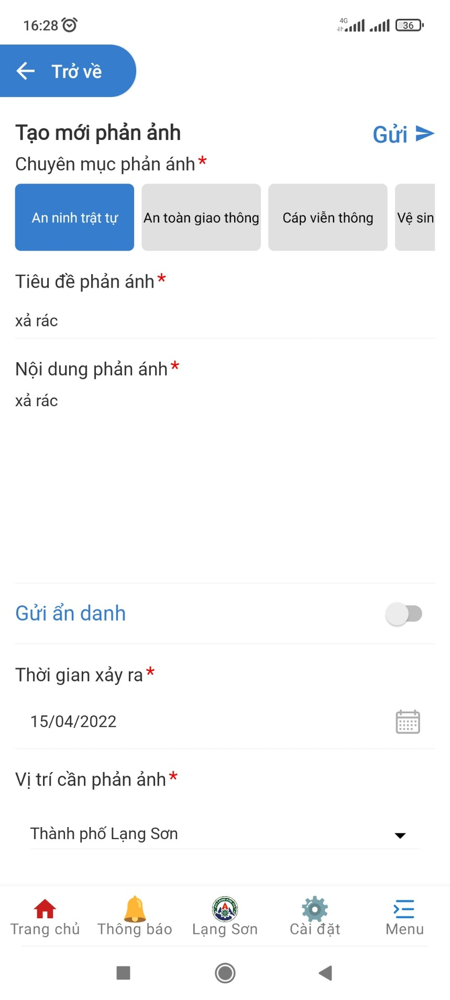 16:28
4G
36
Trở về
Tạo mới phản ảnh
Gửi
Chuyên mục phản ánh*
An ninh trật tự
An toàn giao thông
Cáp viễn thông
Vệ sin
Tiêu đề phản ánh*
xả rác
Nội dung phản ánh*
xả rác
Gửi ẩn danh
Thời gian xảy ra*
15/04/2022
Vị trí cần phản ảnh*
Thành phố Lạng Sơn
Trang chủ
Thông báo
Lạng Sơn
Cài đặt
Menu